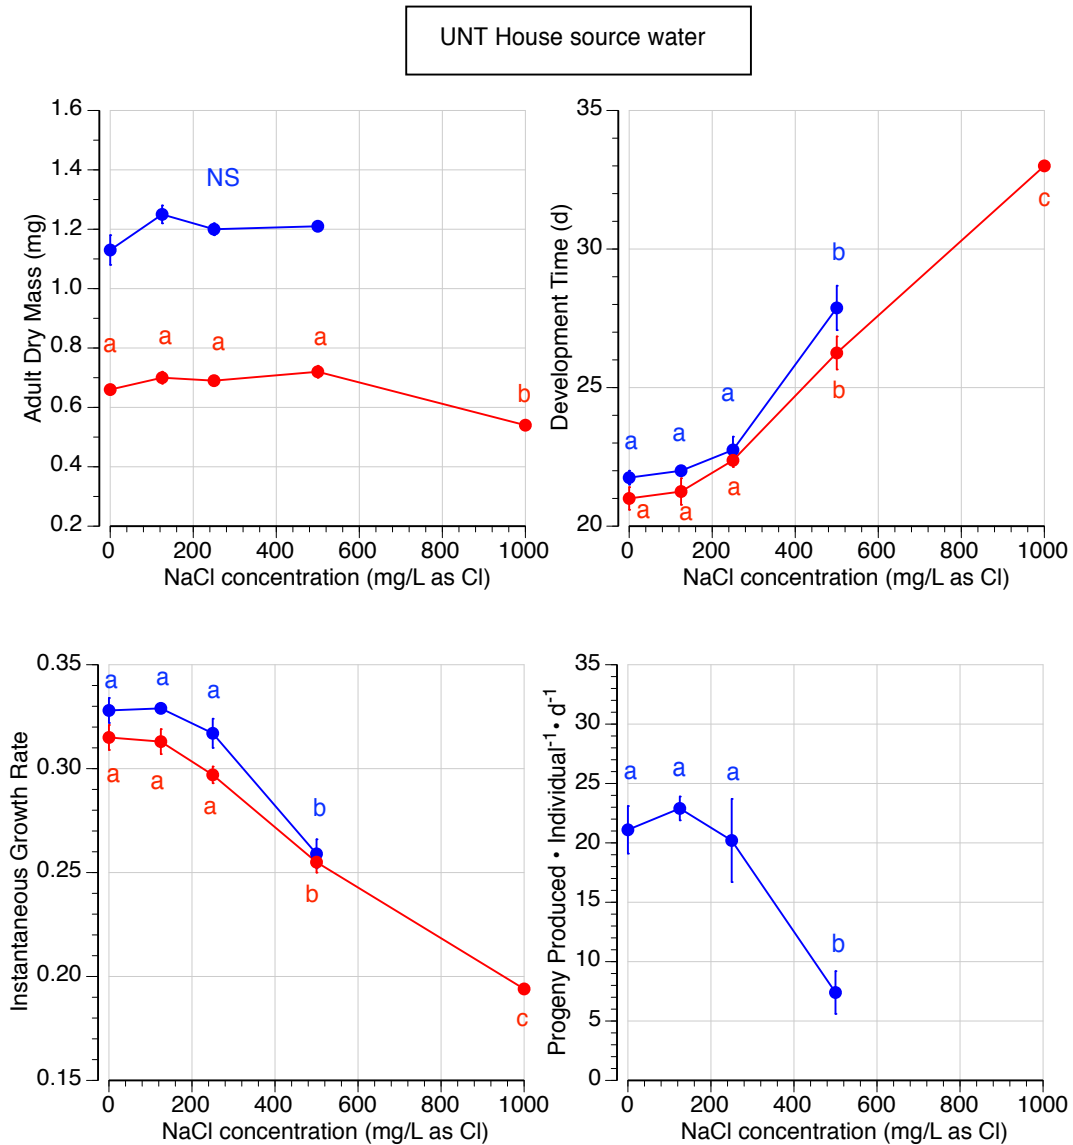 UNT House source water
Adult Dry Mass (mg)
1.6
1.4
1.2
1.0
0.8
0.6
0.4
0.2
NS
a
a
a
a
b
0 200 400 600 800 1000
NaCl concentration (mg/L as Cl)
Development Time (d)
35
30
25
20
a
a
a
b
a
a
a
b
c
0 200 400 600 800 1000
NaCl concentration (mg/L as Cl)
Instantaneous Growth Rate
0.35
0.30
0.25
0.20
0.15
a
a
a
b
a
a
a
b
c
0 200 400 600 800 1000
NaCl concentration (mg/L as Cl)
Progeny Produced • Individual⁻¹ • d⁻¹
35
30
25
20
15
10
5
0
a
a
a
b
0 200 400 600 800 1000
NaCl concentration (mg/L as Cl)